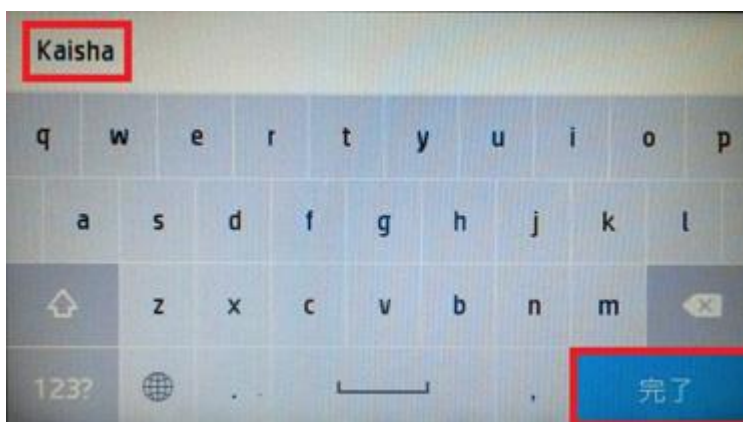 Kaisha
q w e r t y u i o p
a s d f g h j k l
z x c v b n m
123? . , 完了